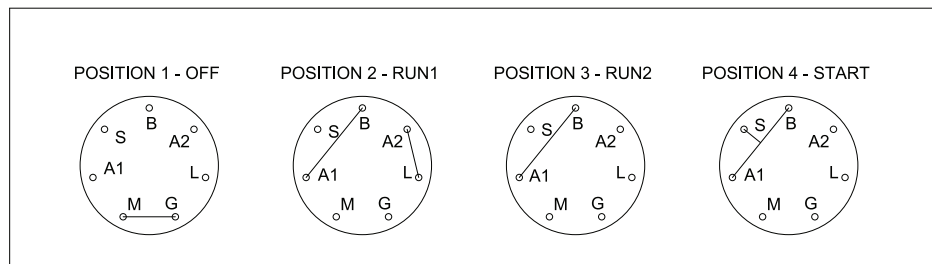 POSITION 1 - OFF
B
S
A2
A1
L
M G
POSITION 2 - RUN1
B
S
A2
A1
L
M G
POSITION 3 - RUN2
B
S
A2
A1
L
M G
POSITION 4 - START
B
S
A2
A1
L
M G